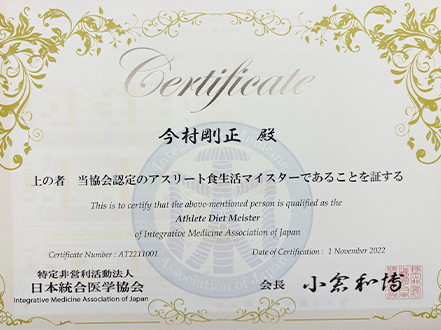 Certificate
今村剛正 殿
上の者 当協会認定のアスリート食生活マイスターであることを証する
This is to certify that the above-mentioned person is qualified as the
Athlete Diet Meister
of Integrative Medicine Association of Japan
Certificate Number : AT2211001
Date of Certification : 1 November 2022
特定非営利活動法人
日本統合医学協会
Integrative Medicine Association of Japan
会長 小倉和博